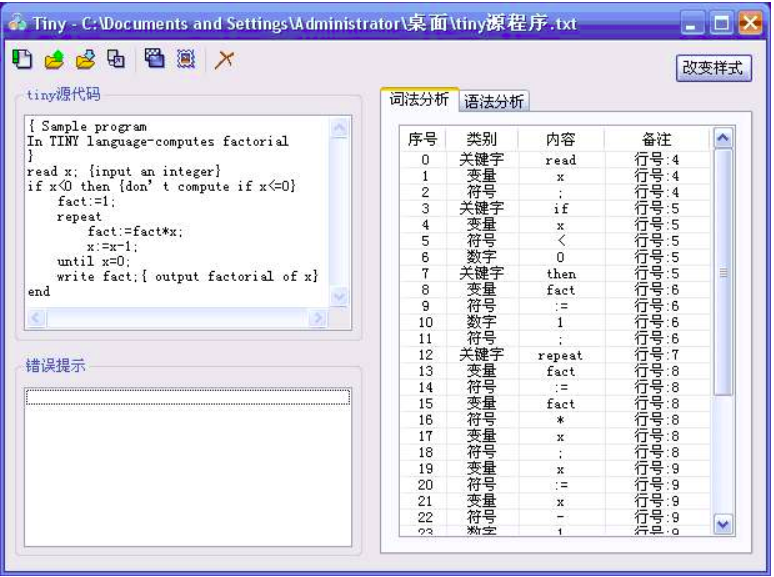 Tiny - C:\Documents and Settings\Administrator\桌面\tiny源程序.txt
改变样式
tiny源代码
{ Sample program
In TINY language-computes factorial
}
read x; {input an integer}
if x<0 then {don't compute if x<=0}
fact:=1;
repeat
fact:=fact*x;
x:=x-1;
until x=0;
write fact;{ output factorial of x}
end
错误提示
词法分析 语法分析
序号 类别 内容 备注
0 关键字 read 行号:4
1 变量 x 行号:4
2 符号 ; 行号:4
3 关键字 if 行号:5
4 变量 x 行号:5
5 符号 < 行号:5
6 数字 0 行号:5
7 关键字 then 行号:5
8 变量 fact 行号:6
9 符号 := 行号:6
10 数字 1 行号:6
11 符号 ; 行号:6
12 关键字 repeat 行号:7
13 变量 fact 行号:8
14 符号 := 行号:8
15 变量 fact 行号:8
16 符号 * 行号:8
17 变量 x 行号:8
18 符号 ; 行号:8
19 变量 x 行号:9
20 符号 := 行号:9
21 变量 x 行号:9
22 符号 - 行号:9
23 数字 1 行号:9